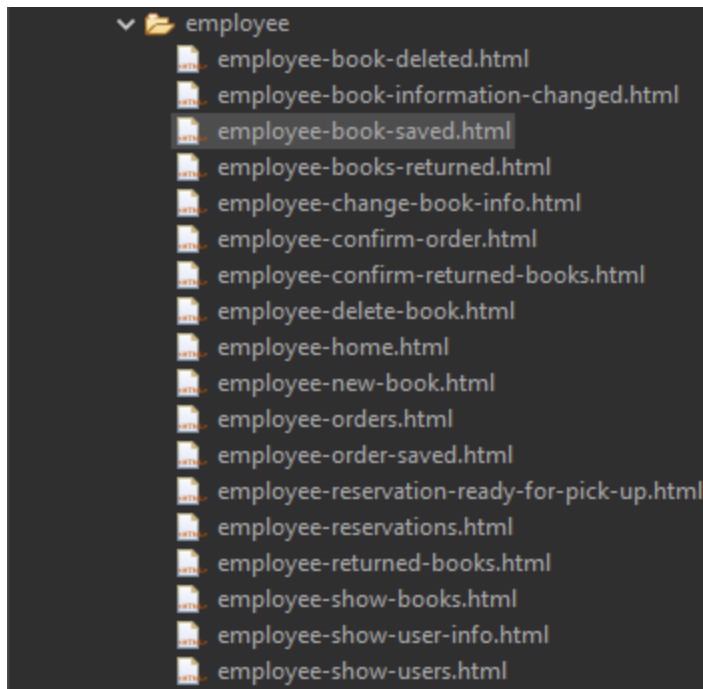 employee
employee-book-deleted.html
employee-book-information-changed.html
employee-book-saved.html
employee-books-returned.html
employee-change-book-info.html
employee-confirm-order.html
employee-confirm-returned-books.html
employee-delete-book.html
employee-home.html
employee-new-book.html
employee-orders.html
employee-order-saved.html
employee-reservation-ready-for-pick-up.html
employee-reservations.html
employee-returned-books.html
employee-show-books.html
employee-show-user-info.html
employee-show-users.html